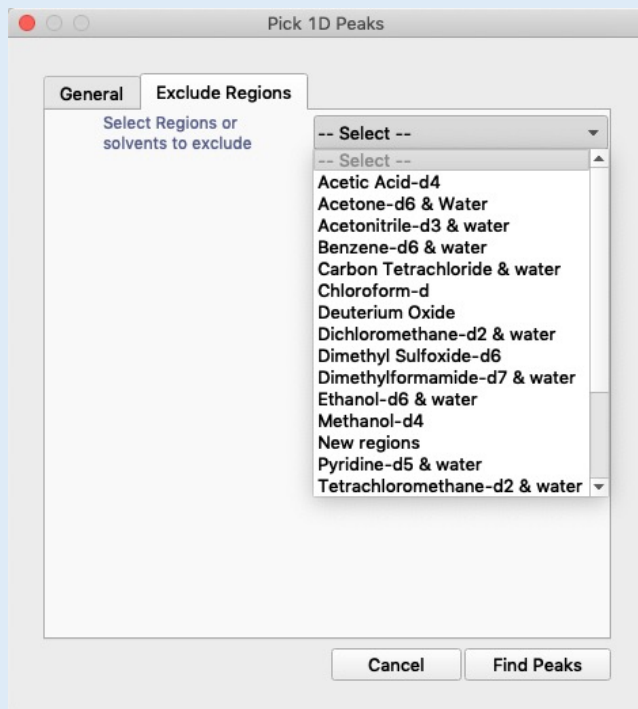 Pick 1D Peaks
General
Exclude Regions
Select Regions or
solvents to exclude
-- Select --
-- Select --
Acetic Acid-d4
Acetone-d6 & Water
Acetonitrile-d3 & water
Benzene-d6 & water
Carbon Tetrachloride & water
Chloroform-d
Deuterium Oxide
Dichloromethane-d2 & water
Dimethyl Sulfoxide-d6
Dimethylformamide-d7 & water
Ethanol-d6 & water
Methanol-d4
New regions
Pyridine-d5 & water
Tetrachloromethane-d2 & water
Cancel
Find Peaks